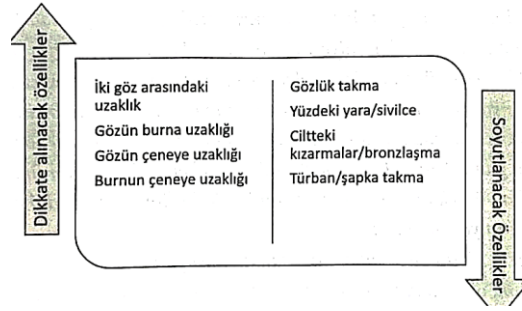 Dikkate alınacak özellikler
İki göz arasındaki
uzaklık
Gözün burna uzaklığı
Gözün çeneye uzaklığı
Burnun çeneye uzaklığı
Gözlük takma
Yüzdeki yara/sivilce
Ciltteki
kızarmalar/bronzlaşma
Türban/şapka takma
Soyutlanacak Özellikler